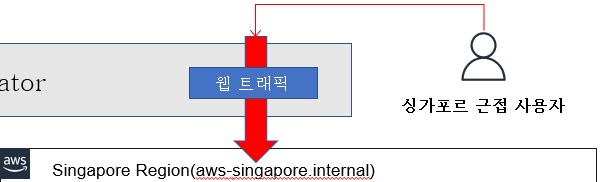 ator
웹 트래픽
싱가포르 근접 사용자
aws
Singapore Region(aws-singapore.internal)